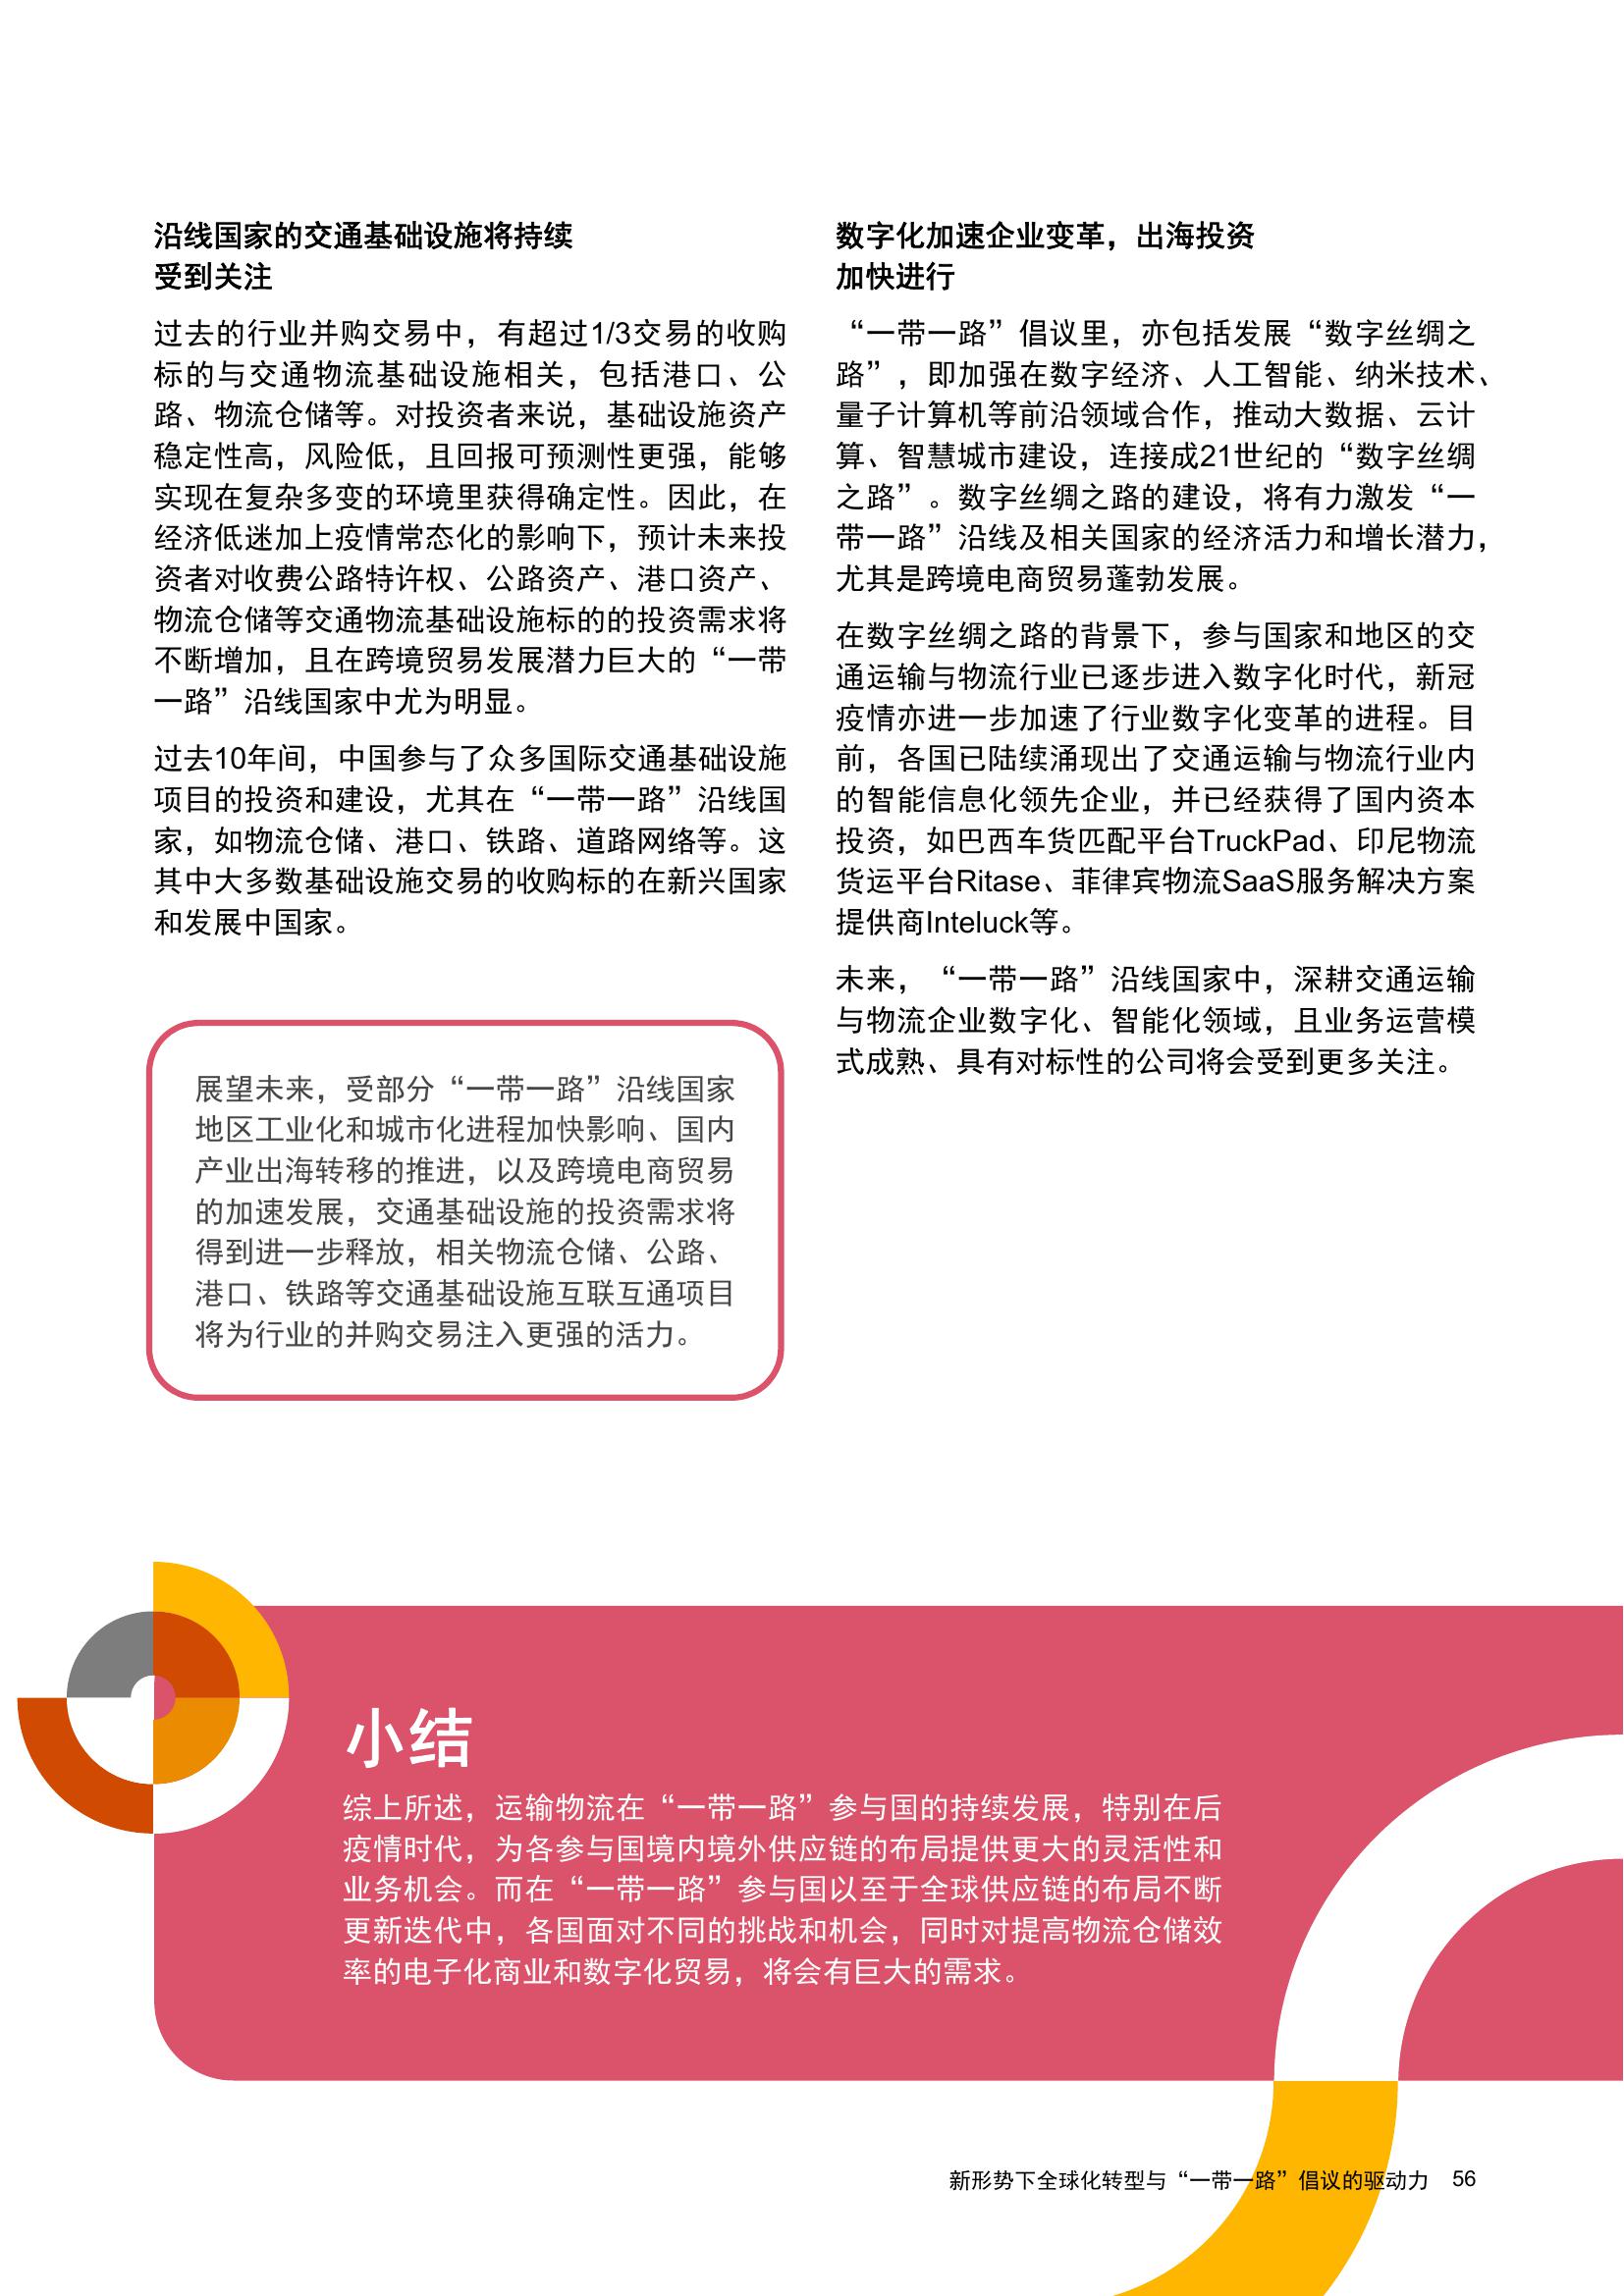 沿线国家的交通基础设施将持续
受到关注
过去的行业并购交易中，有超过1/3交易的收购
标的与交通物流基础设施相关，包括港口、公
路、物流仓储等。对投资者来说，基础设施资产
稳定性高，风险低，且回报可预测性更强，能够
实现在复杂多变的环境里获得确定性。因此，在
经济低迷加上疫情常态化的影响下，预计未来投
资者对收费公路特许权、公路资产、港口资产、
物流仓储等交通物流基础设施标的的投资需求将
不断增加，且在跨境贸易发展潜力巨大的“一带
一路”沿线国家中尤为明显。
过去10年间，中国参与了众多国际交通基础设施
项目的投资和建设，尤其在“一带一路”沿线国
家，如物流仓储、港口、铁路、道路网络等。这
其中大多数基础设施交易的收购标的在新兴国家
和发展中国家。
展望未来，受部分“一带一路”沿线国家
地区工业化和城市化进程加快影响、国内
产业出海转移的推进，以及跨境电商贸易
的加速发展，交通基础设施的投资需求将
得到进一步释放，相关物流仓储、公路、
港口、铁路等交通基础设施互联互通项目
将为行业的并购交易注入更强的活力。
数字化加速企业变革，出海投资
加快进行
“一带一路”倡议里，亦包括发展“数字丝绸之
路”，即加强在数字经济、人工智能、纳米技术、
量子计算机等前沿领域合作，推动大数据、云计
算、智慧城市建设，连接成21世纪的“数字丝绸
之路”。数字丝绸之路的建设，将有力激发“一
带一路”沿线及相关国家的经济活力和增长潜力，
尤其是跨境电商贸易蓬勃发展。
在数字丝绸之路的背景下，参与国家和地区的交
通运输与物流行业已逐步进入数字化时代，新冠
疫情亦进一步加速了行业数字化变革的进程。目
前，各国已陆续涌现出了交通运输与物流行业内
的智能信息化领先企业，并已经获得了国内资本
投资，如巴西车货匹配平台TruckPad、印尼物流
货运平台Ritase、菲律宾物流SaaS服务解决方案
提供商Inteluck等。
未来，“一带一路”沿线国家中，深耕交通运输
与物流企业数字化、智能化领域，且业务运营模
式成熟、具有对标性的公司将会受到更多关注。
小结
综上所述，运输物流在“一带一路”参与国的持续发展，特别在后
疫情时代，为各参与国境内境外供应链的布局提供更大的灵活性和
业务机会。而在“一带一路”参与国以至于全球供应链的布局不断
更新迭代中，各国面对不同的挑战和机会，同时对提高物流仓储效
率的电子化商业和数字化贸易，将会有巨大的需求。
新形势下全球化转型与“一带一路”倡议的驱动力 56